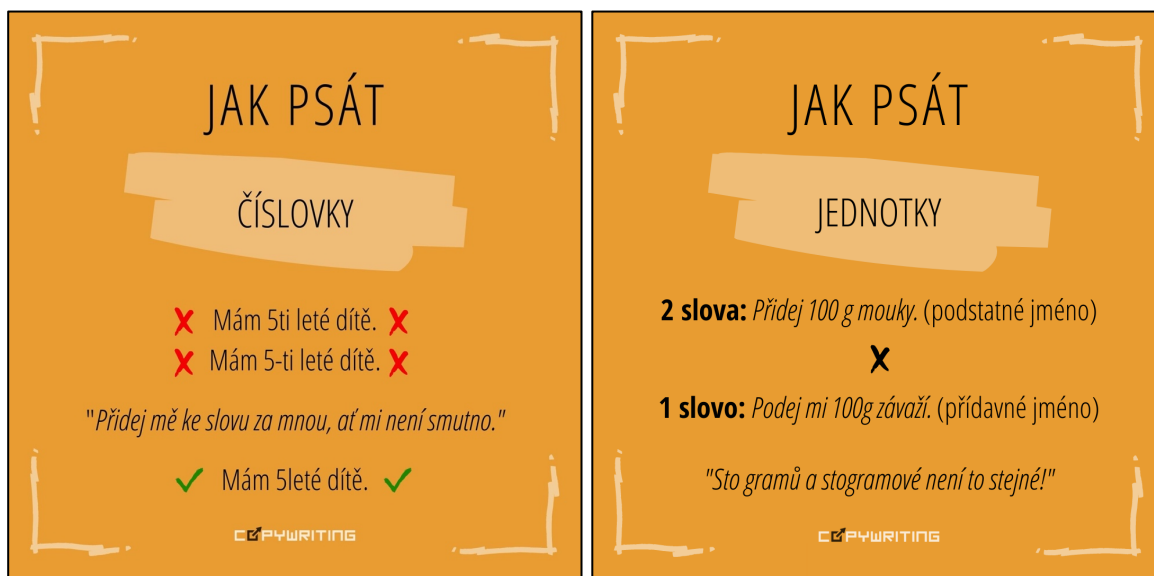 JAK PSÁT
ČÍSLOVKY
✗ Mám 5ti leté dítě. ✗
✗ Mám 5-ti leté dítě. ✗
"Přidej mě ke slovu za mnou, ať mi není smutno."
✓ Mám 5leté dítě. ✓
COPYWRITING
JAK PSÁT
JEDNOTKY
2 slova: Přidej 100 g mouky. (podstatné jméno)
✗
1 slovo: Podej mi 100g závaží. (přídavné jméno)
"Sto gramů a stogramové není to stejné!"
COPYWRITING